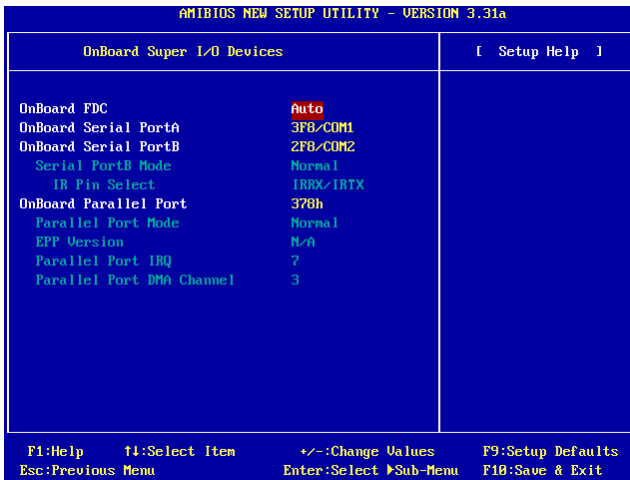 AMIBIOS NEW SETUP UTILITY - VERSION 3.31a
OnBoard Super I/O Devices
[ Setup Help ]
OnBoard FDC Auto
OnBoard Serial PortA 3F8/COM1
OnBoard Serial PortB 2F8/COM2
Serial PortB Mode Normal
IR Pin Select IRRX/IRTX
OnBoard Parallel Port 378h
Parallel Port Mode Normal
EPP Version N/A
Parallel Port IRQ 7
Parallel Port DMA Channel 3
F1:Help ↑↓:Select Item +/-:Change Values F9:Setup Defaults
Esc:Previous Menu Enter:Select ▶Sub-Menu F10:Save & Exit